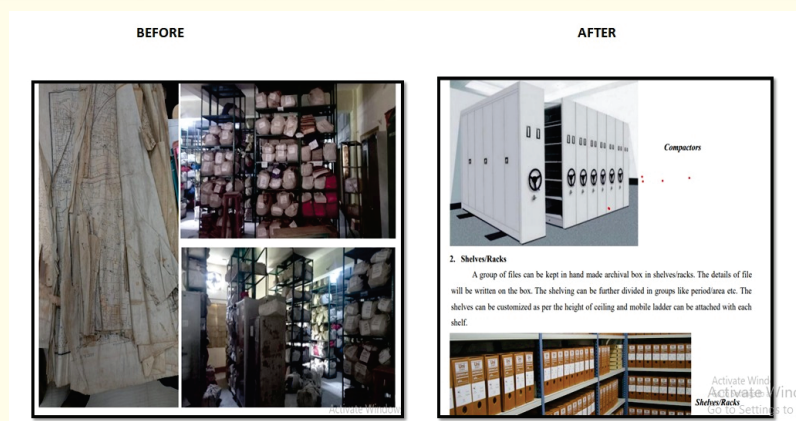 BEFORE
AFTER
Compactors
2. Shelves/Racks
A group of files can be kept in hand made archival box in shelves/racks. The details of file
will be written on the box. The shelving can be further divided in groups like period/area etc. The
shelves can be customized as per the height of ceiling and mobile ladder can be attached with each
shelf.
Shelves/Racks
Activate Window
Activate Wind
Activate Wind
Go to Settings to